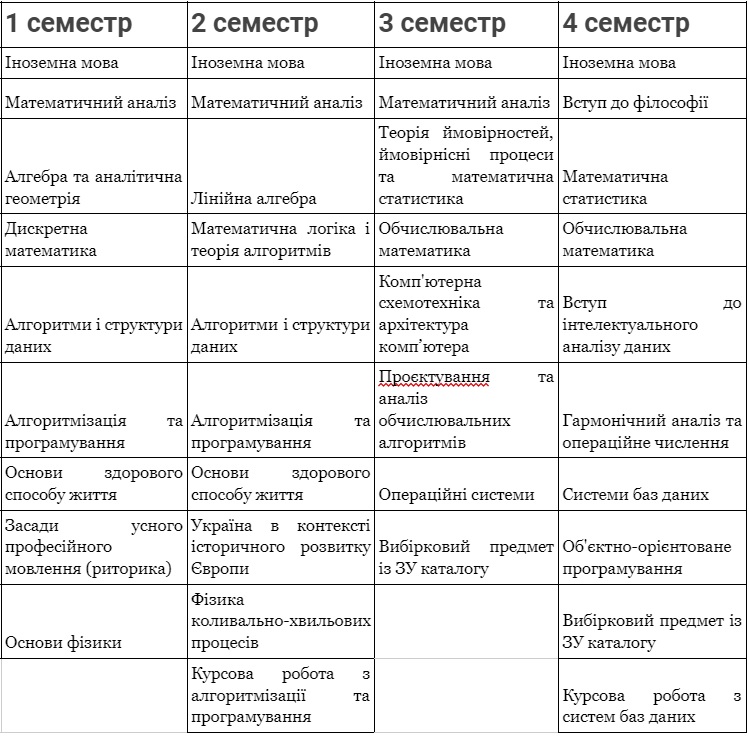 1 семестр 2 семестр 3 семестр 4 семестр
Іноземна мова Іноземна мова Іноземна мова Іноземна мова
Математичний аналіз Математичний аналіз Математичний аналіз Вступ до філософії
Алгебра та аналітична
геометрія
Лінійна алгебра
Теорія ймовірностей,
ймовірнісні процеси
та математична
статистика
Математична
статистика
Дискретна
математика
Математична логіка і
теорія алгоритмів
Обчислювальна
математика
Обчислювальна
математика
Алгоритми і структури
даних
Алгоритми і структури
даних
Комп'ютерна
схемотехніка та
архітектура
комп'ютера
Вступ до
інтелектуального
аналізу даних
Алгоритмізація та
програмування
Алгоритмізація та
програмування
Проєктування та
аналіз
обчислювальних
алгоритмів
Гармонічний аналіз та
операційне числення
Основи здорового
способу життя
Основи здорового
способу життя
Операційні системи
Системи баз даних
Засади усного
професійного
мовлення (риторика)
Україна в контексті
історичного розвитку
Європи
Вибірковий предмет
із ЗУ каталогу
Об'єктно-орієнтоване
програмування
Основи фізики
Фізика
коливально-хвильових
процесів
Вибірковий предмет із
ЗУ каталогу
Курсова робота з
алгоритмізації та
програмування
Курсова робота з
систем баз даних